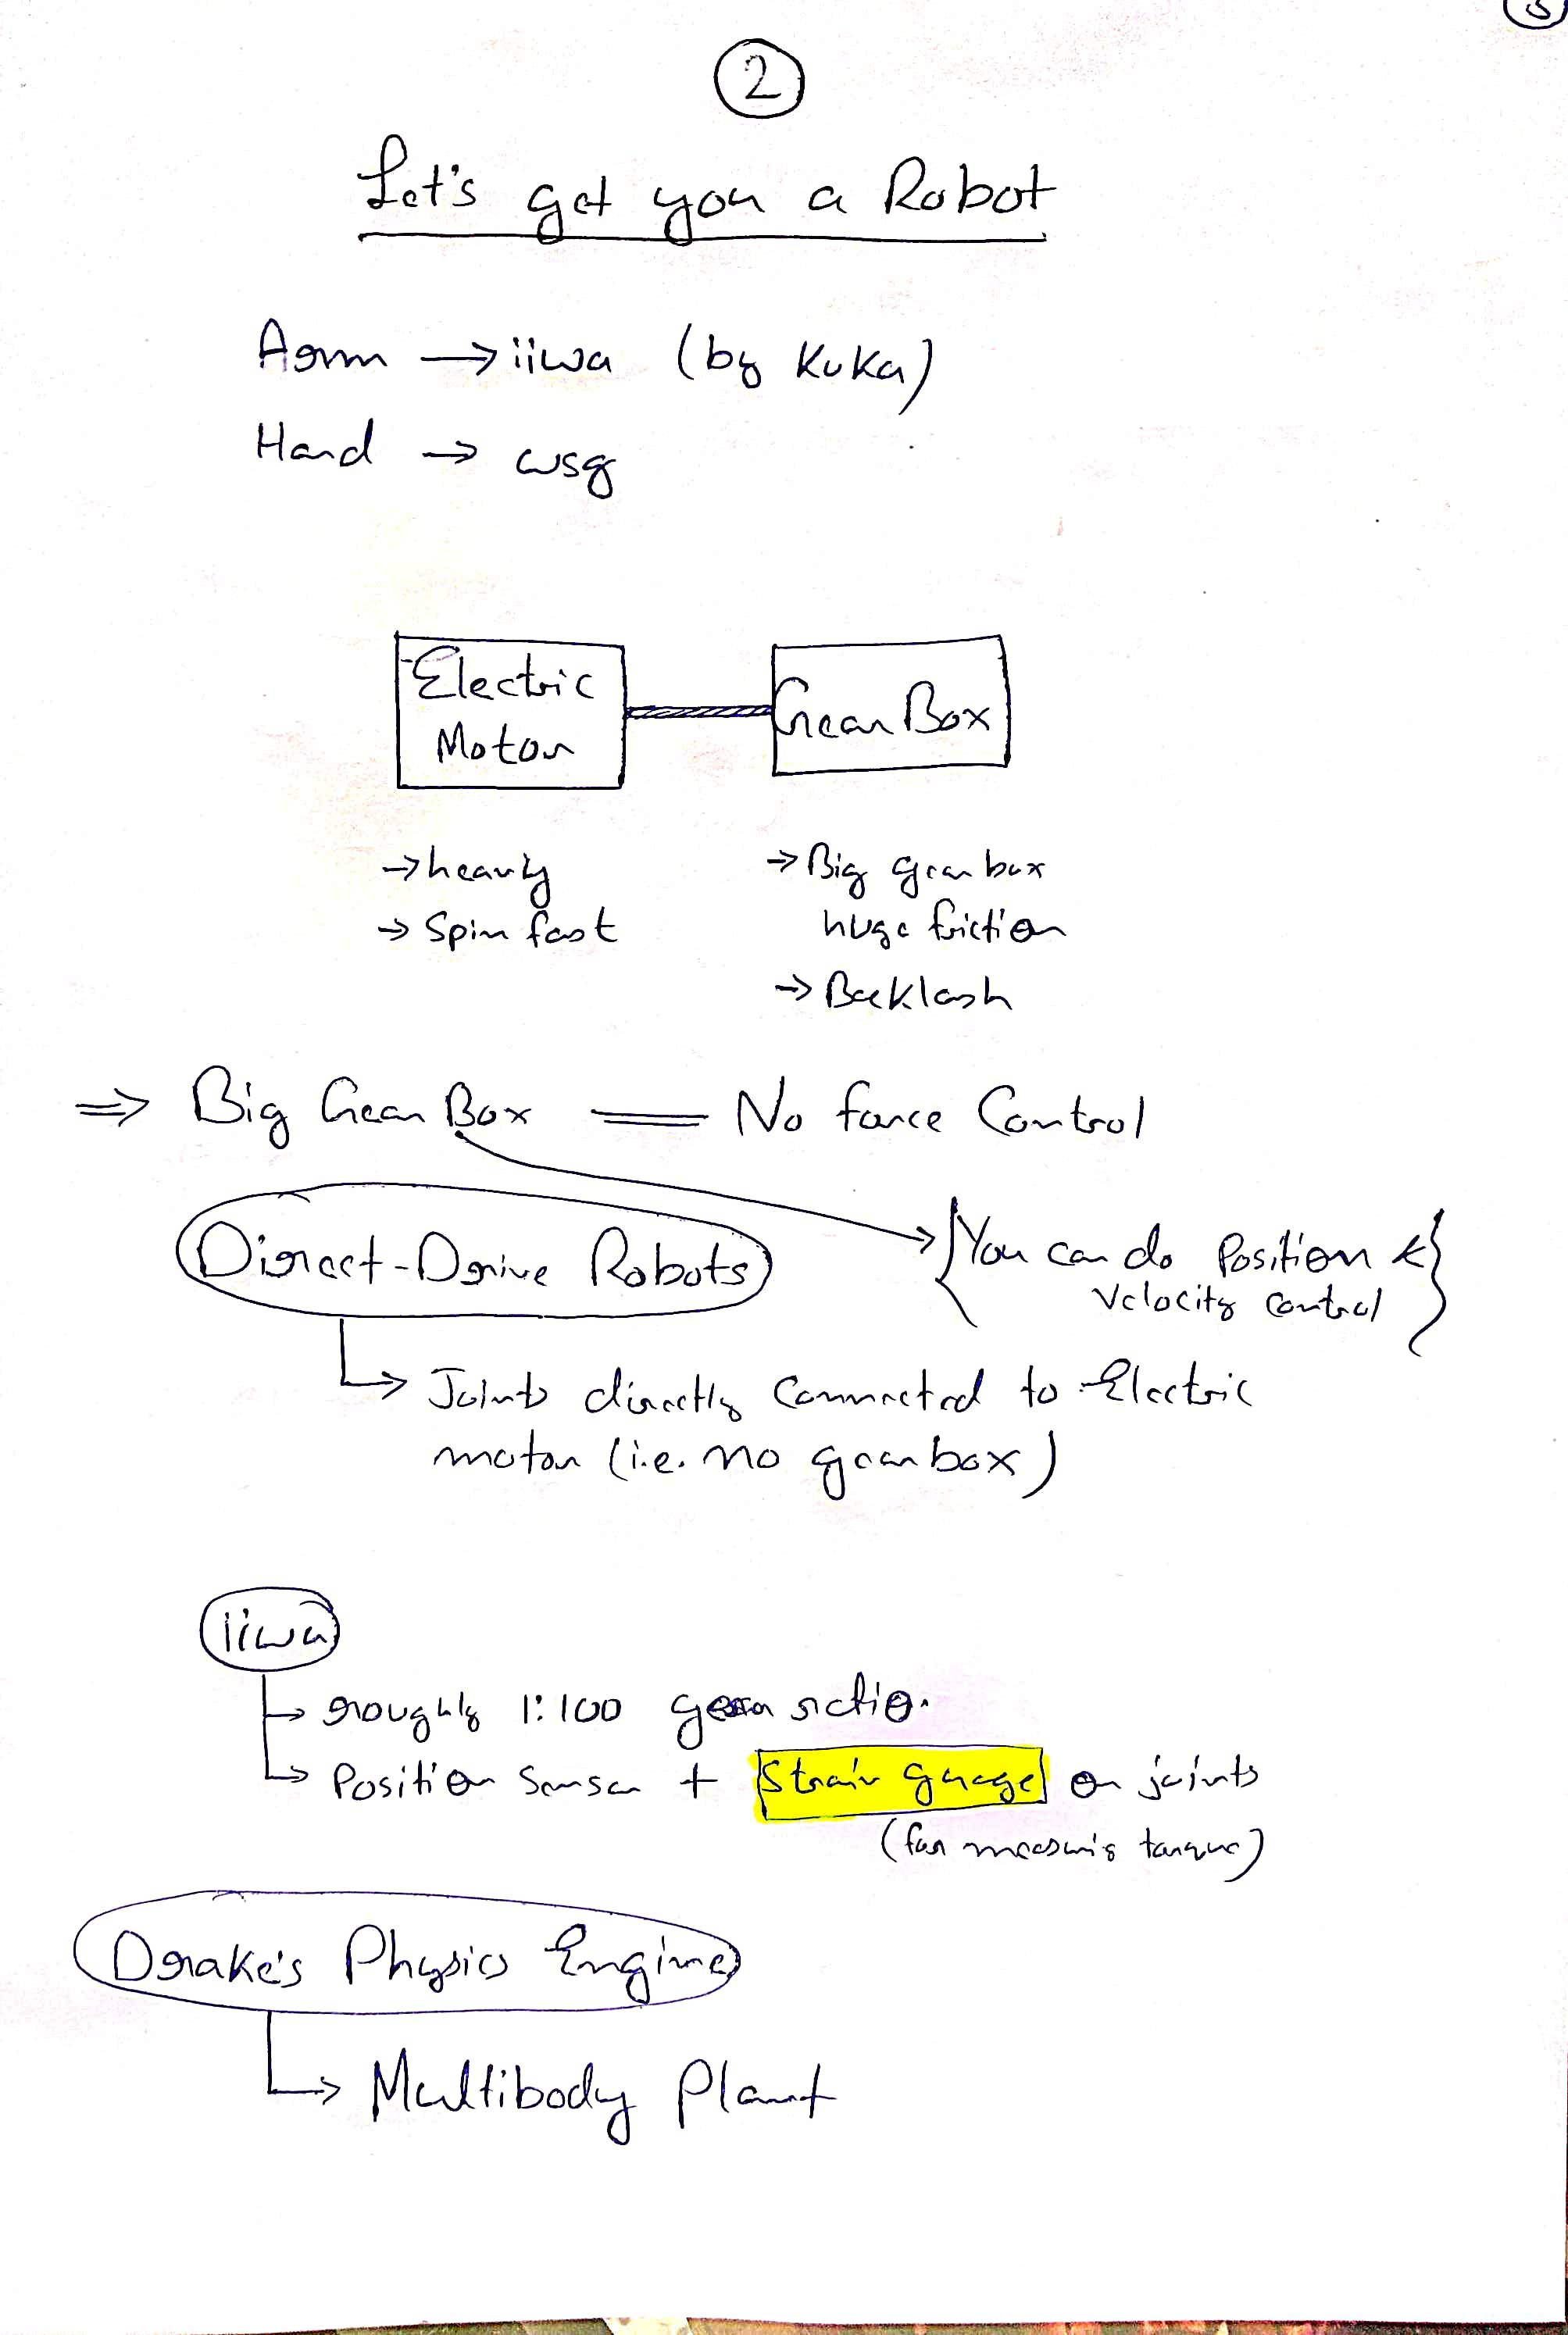 5
2
Let's get you a Robot
Arm → iiwa (by Kuka)
Hand → wsg
Electric
Motor
Gear Box
→ heavy
→ Spin fast
→ Big gear box
huge friction
→ Backlash
⇒ Big Gear Box = No force Control
Direct-Drive Robots
→ {You can do Position &
Velocity control}
↳ Joints directly Connected to Electric
motor (i.e. no gear box)
iiwa
↳ roughly 1:100 gear ratio.
↳ Position Sensor + Strain guage on joints
(for measuring torque)
Drake's Physics Engine
↳ Multibody Plant